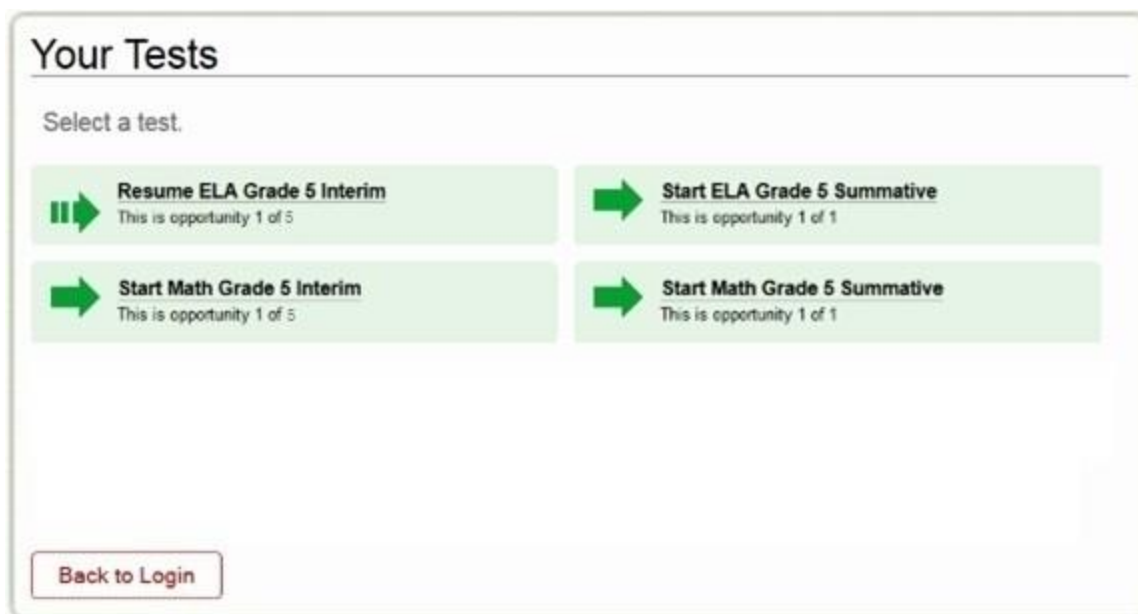 Your Tests
Select a test.
Resume ELA Grade 5 Interim
This is opportunity 1 of 5
Start ELA Grade 5 Summative
This is opportunity 1 of 1
Start Math Grade 5 Interim
This is opportunity 1 of 5
Start Math Grade 5 Summative
This is opportunity 1 of 1
Back to Login